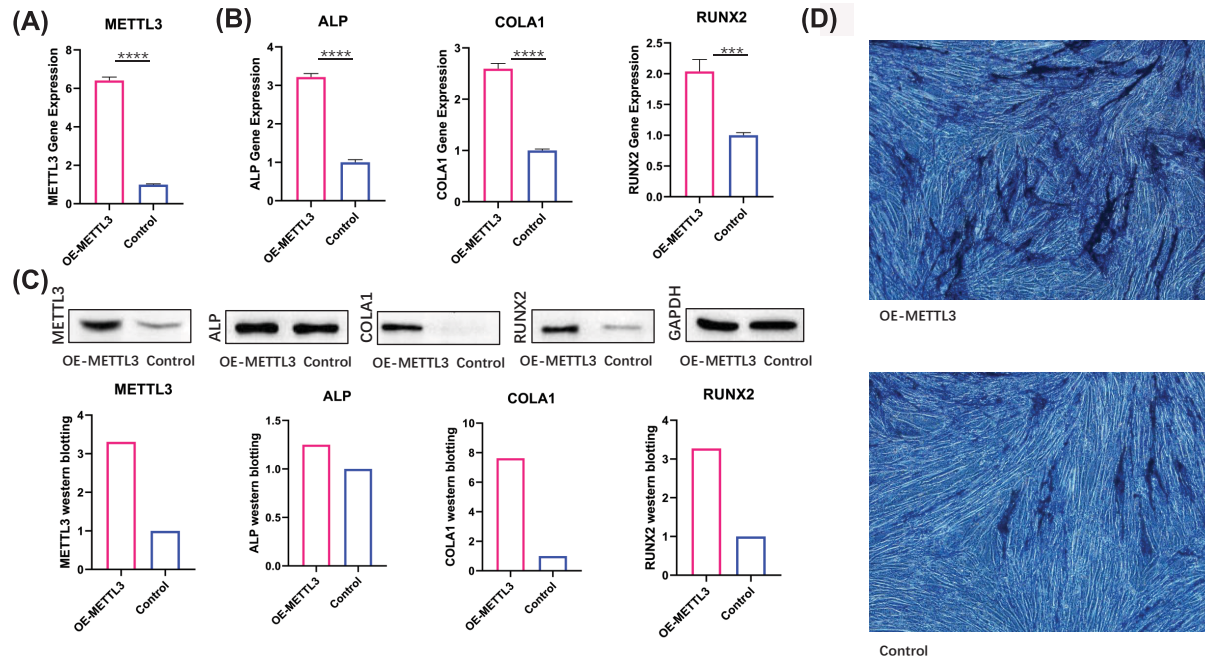 (A)
METTL3
METTL3 Gene Expression
8
6
4
2
0
****
OE-METTL3
Control
(B)
ALP
ALP Gene Expression
4
3
2
1
0
****
OE-METTL3
Control
COLA1
COLA1 Gene Expression
3
2
1
0
****
OE-METTL3
Control
RUNX2
RUNX2 Gene Expression
2.5
2.0
1.5
1.0
0.5
0.0
***
OE-METTL3
Control
(C)
METTL3
OE-METTL3 Control
ALP
OE-METTL3 Control
COLA1
OE-METTL3 Control
RUNX2
OE-METTL3 Control
GAPDH
OE-METTL3 Control
METTL3
METTL3 western blotting
4
3
2
1
0
OE-METTL3
Control
ALP
ALP western blotting
1.5
1.0
0.5
0.0
OE-METTL3
Control
COLA1
COLA1 western blotting
10
8
6
4
2
0
OE-METTL3
Control
RUNX2
RUNX2 western blotting
4
3
2
1
0
OE-METTL3
Control
(D)
OE-METTL3
Control